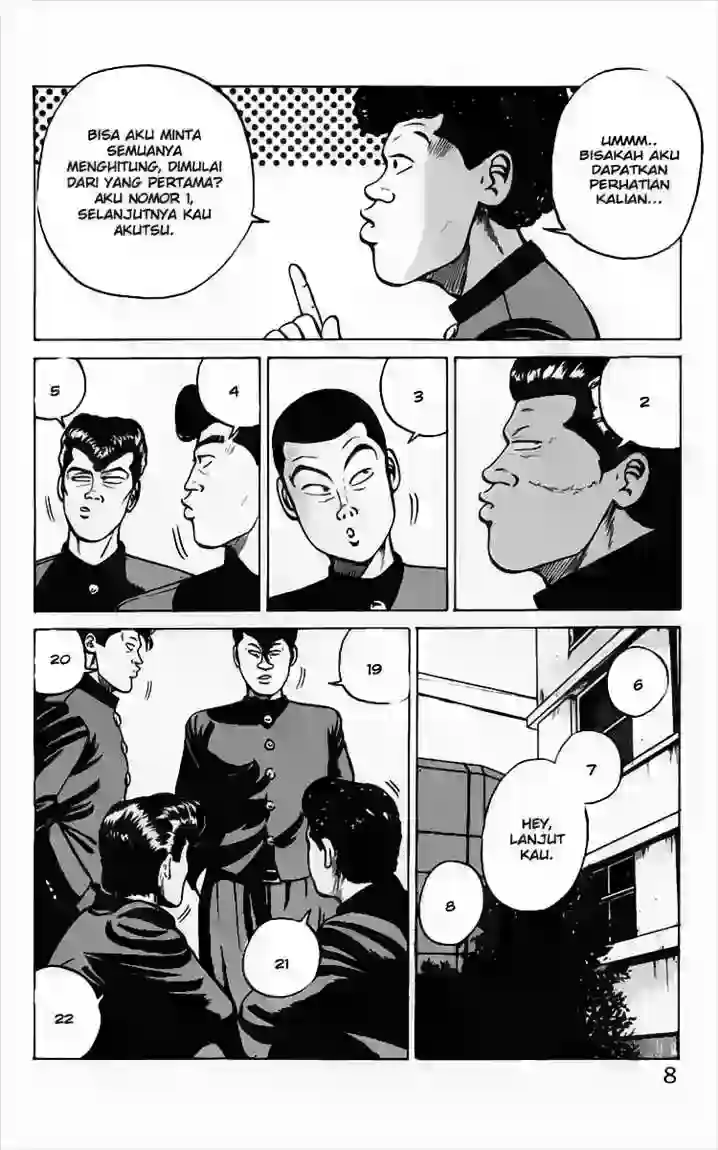 UMMM..
BISAKAH AKU
DAPATKAN
PERHATIAN
KALIAN...
BISA AKU MINTA
SEMUANYA
MENGHITUNG, DIMULAI
DARI YANG PERTAMA?
AKU NOMOR 1,
SELANJUTNYA KAU
AKUTSU.
2
3
4
5
6
7
HEY,
LANJUT
KAU.
8
19
20
21
22
8